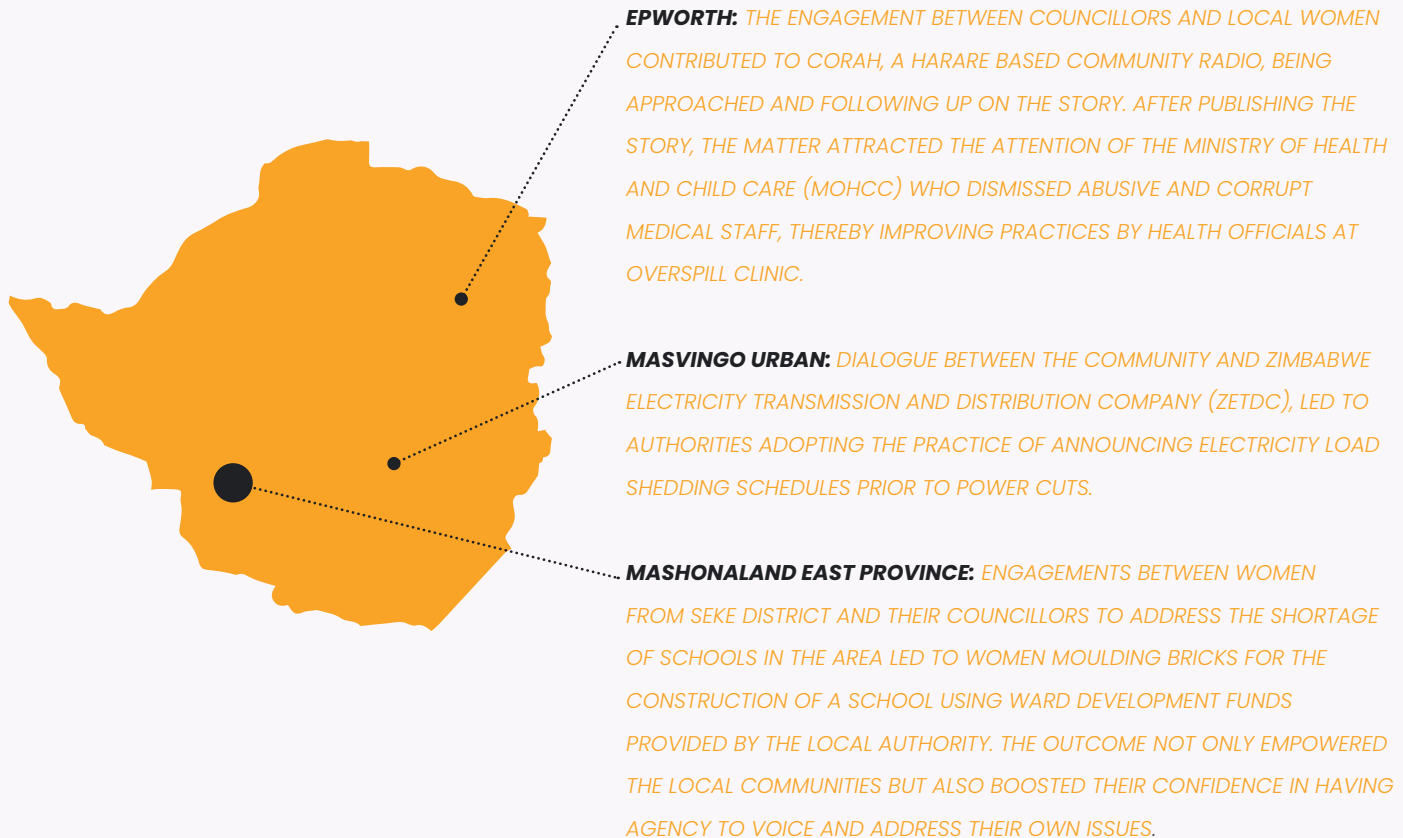 EPWORTH: THE ENGAGEMENT BETWEEN COUNCILLORS AND LOCAL WOMEN
CONTRIBUTED TO CORAH, A HARARE BASED COMMUNITY RADIO, BEING
APPROACHED AND FOLLOWING UP ON THE STORY. AFTER PUBLISHING THE
STORY, THE MATTER ATTRACTED THE ATTENTION OF THE MINISTRY OF HEALTH
AND CHILD CARE (MOHCC) WHO DISMISSED ABUSIVE AND CORRUPT
MEDICAL STAFF, THEREBY IMPROVING PRACTICES BY HEALTH OFFICIALS AT
OVERSPILL CLINIC.
MASVINGO URBAN: DIALOGUE BETWEEN THE COMMUNITY AND ZIMBABWE
ELECTRICITY TRANSMISSION AND DISTRIBUTION COMPANY (ZETDC), LED TO
AUTHORITIES ADOPTING THE PRACTICE OF ANNOUNCING ELECTRICITY LOAD
SHEDDING SCHEDULES PRIOR TO POWER CUTS.
MASHONALAND EAST PROVINCE: ENGAGEMENTS BETWEEN WOMEN
FROM SEKE DISTRICT AND THEIR COUNCILLORS TO ADDRESS THE SHORTAGE
OF SCHOOLS IN THE AREA LED TO WOMEN MOULDING BRICKS FOR THE
CONSTRUCTION OF A SCHOOL USING WARD DEVELOPMENT FUNDS
PROVIDED BY THE LOCAL AUTHORITY. THE OUTCOME NOT ONLY EMPOWERED
THE LOCAL COMMUNITIES BUT ALSO BOOSTED THEIR CONFIDENCE IN HAVING
AGENCY TO VOICE AND ADDRESS THEIR OWN ISSUES.